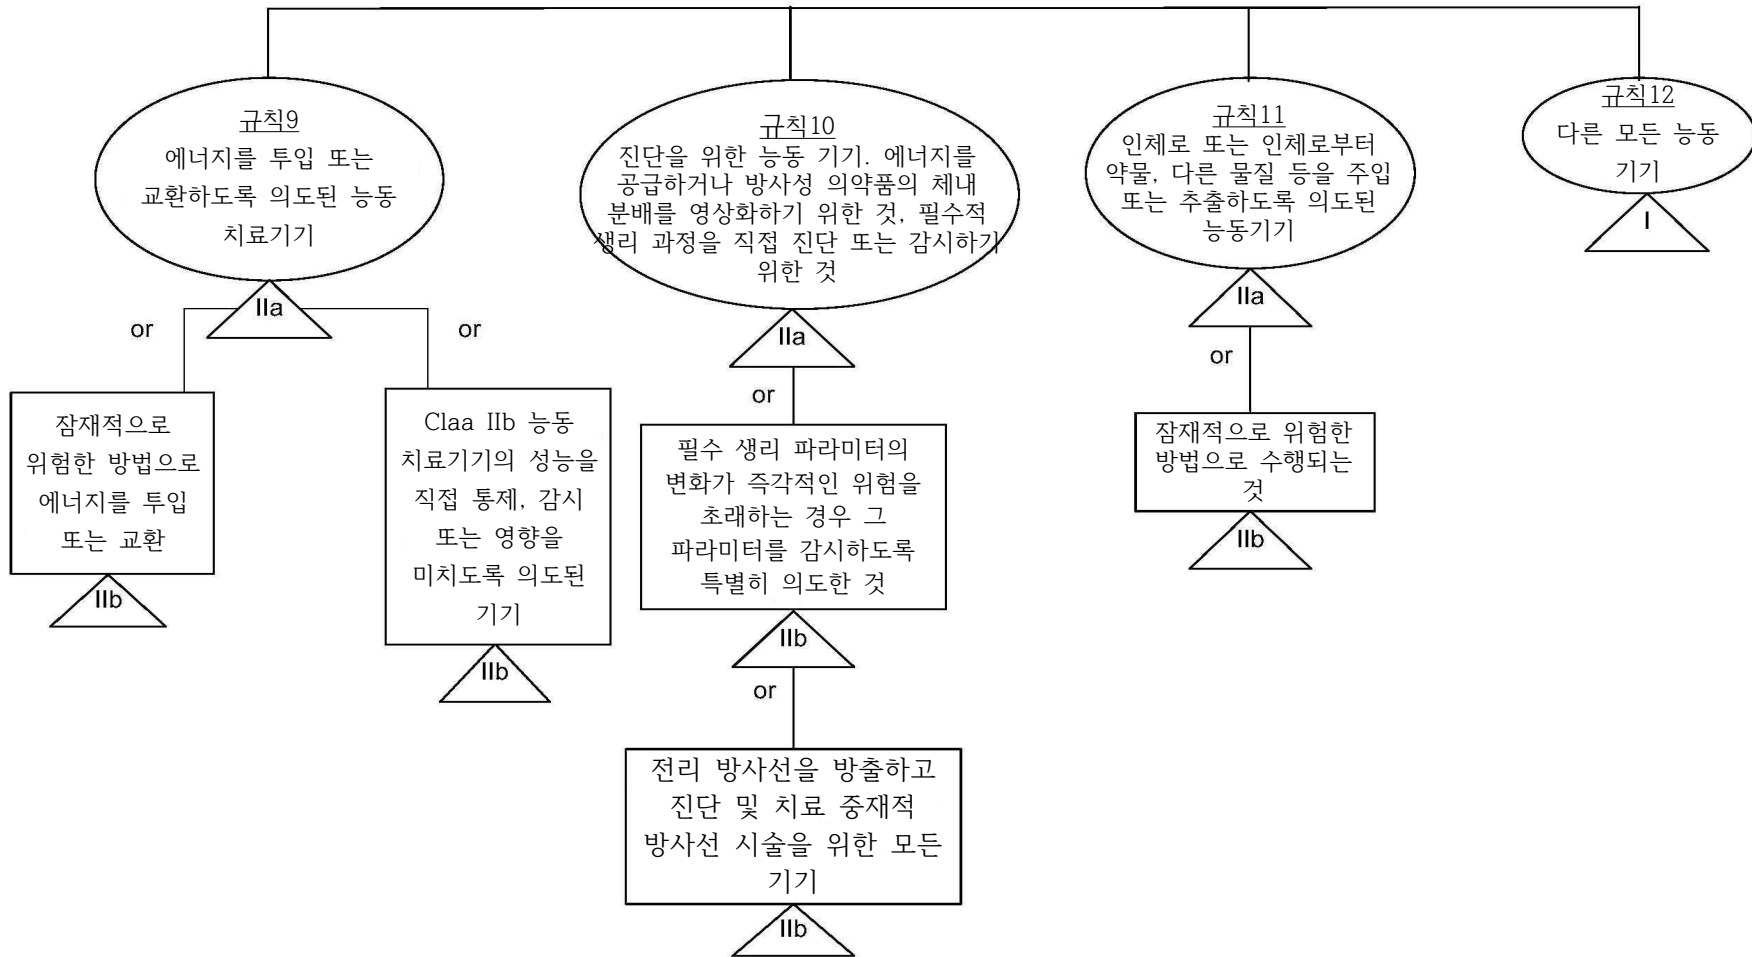 규칙9
에너지를 투입 또는
교환하도록 의도된 능동
치료기기
IIa
or
or
잠재적으로
위험한 방법으로
에너지를 투입
또는 교환
IIb
Claa IIb 능동
치료기기의 성능을
직접 통제, 감시
또는 영향을
미치도록 의도된
기기
IIb
규칙10
진단을 위한 능동 기기. 에너지를
공급하거나 방사성 의약품의 체내
분배를 영상화하기 위한 것, 필수적
생리 과정을 직접 진단 또는 감시하기
위한 것
IIa
or
필수 생리 파라미터의
변화가 즉각적인 위험을
초래하는 경우 그
파라미터를 감시하도록
특별히 의도한 것
IIb
or
전리 방사선을 방출하고
진단 및 치료 중재적
방사선 시술을 위한 모든
기기
IIb
규칙11
인체로 또는 인체로부터
약물, 다른 물질 등을 주입
또는 추출하도록 의도된
능동기기
IIa
or
잠재적으로 위험한
방법으로 수행되는
것
IIb
규칙12
다른 모든 능동
기기
I